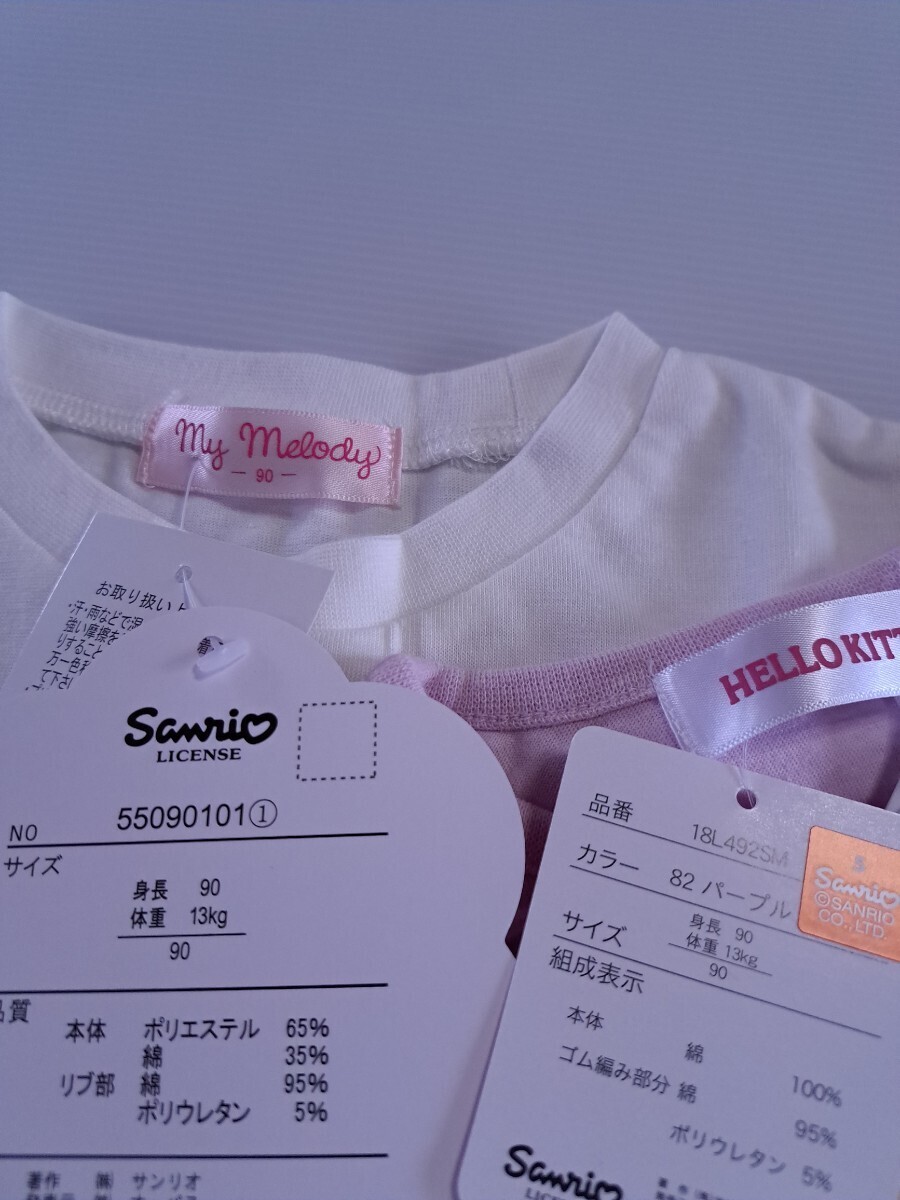 My Melody
— 90 —
お取り扱い
・汗・雨などで湿
強い摩擦を
りすること
万一色
て下さ
着
Sanrio
LICENSE
NO 55090101①
サイズ
身長 90
体重 13kg
90
品質
本体 ポリエステル 65%
綿 35%
リブ部 綿 95%
ポリウレタン 5%
著作 ㈱ サンリオ
HELLO KITT
品番 18L492SM
カラー 82 パープル
サイズ 身長 90
体重 13kg
90
組成表示
本体
綿 100%
ゴム編み部分 綿 95%
ポリウレタン 5%
S
Sanrio
©SANRIO
CO.,LTD.
Sanrio
LICENSE